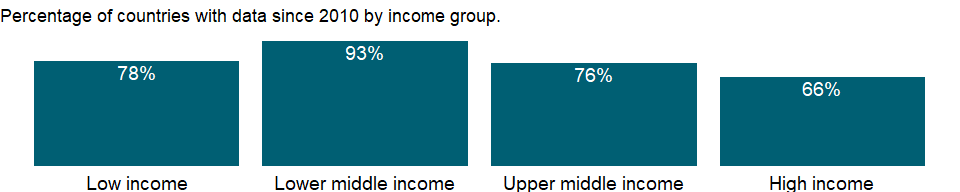 Percentage of countries with data since 2010 by income group.
78%
93%
76%
66%
Low income
Lower middle income
Upper middle income
High income